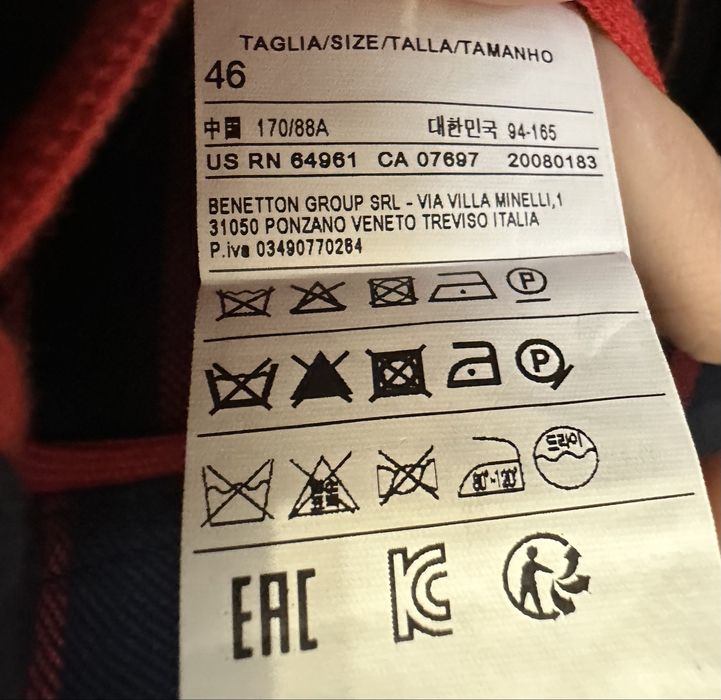 TAGLIA/SIZE/TALLA/TAMANHO
46
中国 170/88A 대한민국 94-165
US RN 64961 CA 07697 20080183
BENETTON GROUP SRL - VIA VILLA MINELLI,1
31050 PONZANO VENETO TREVISO ITALIA
P.iva 03490770264
P
P
드라이
EAC
KC